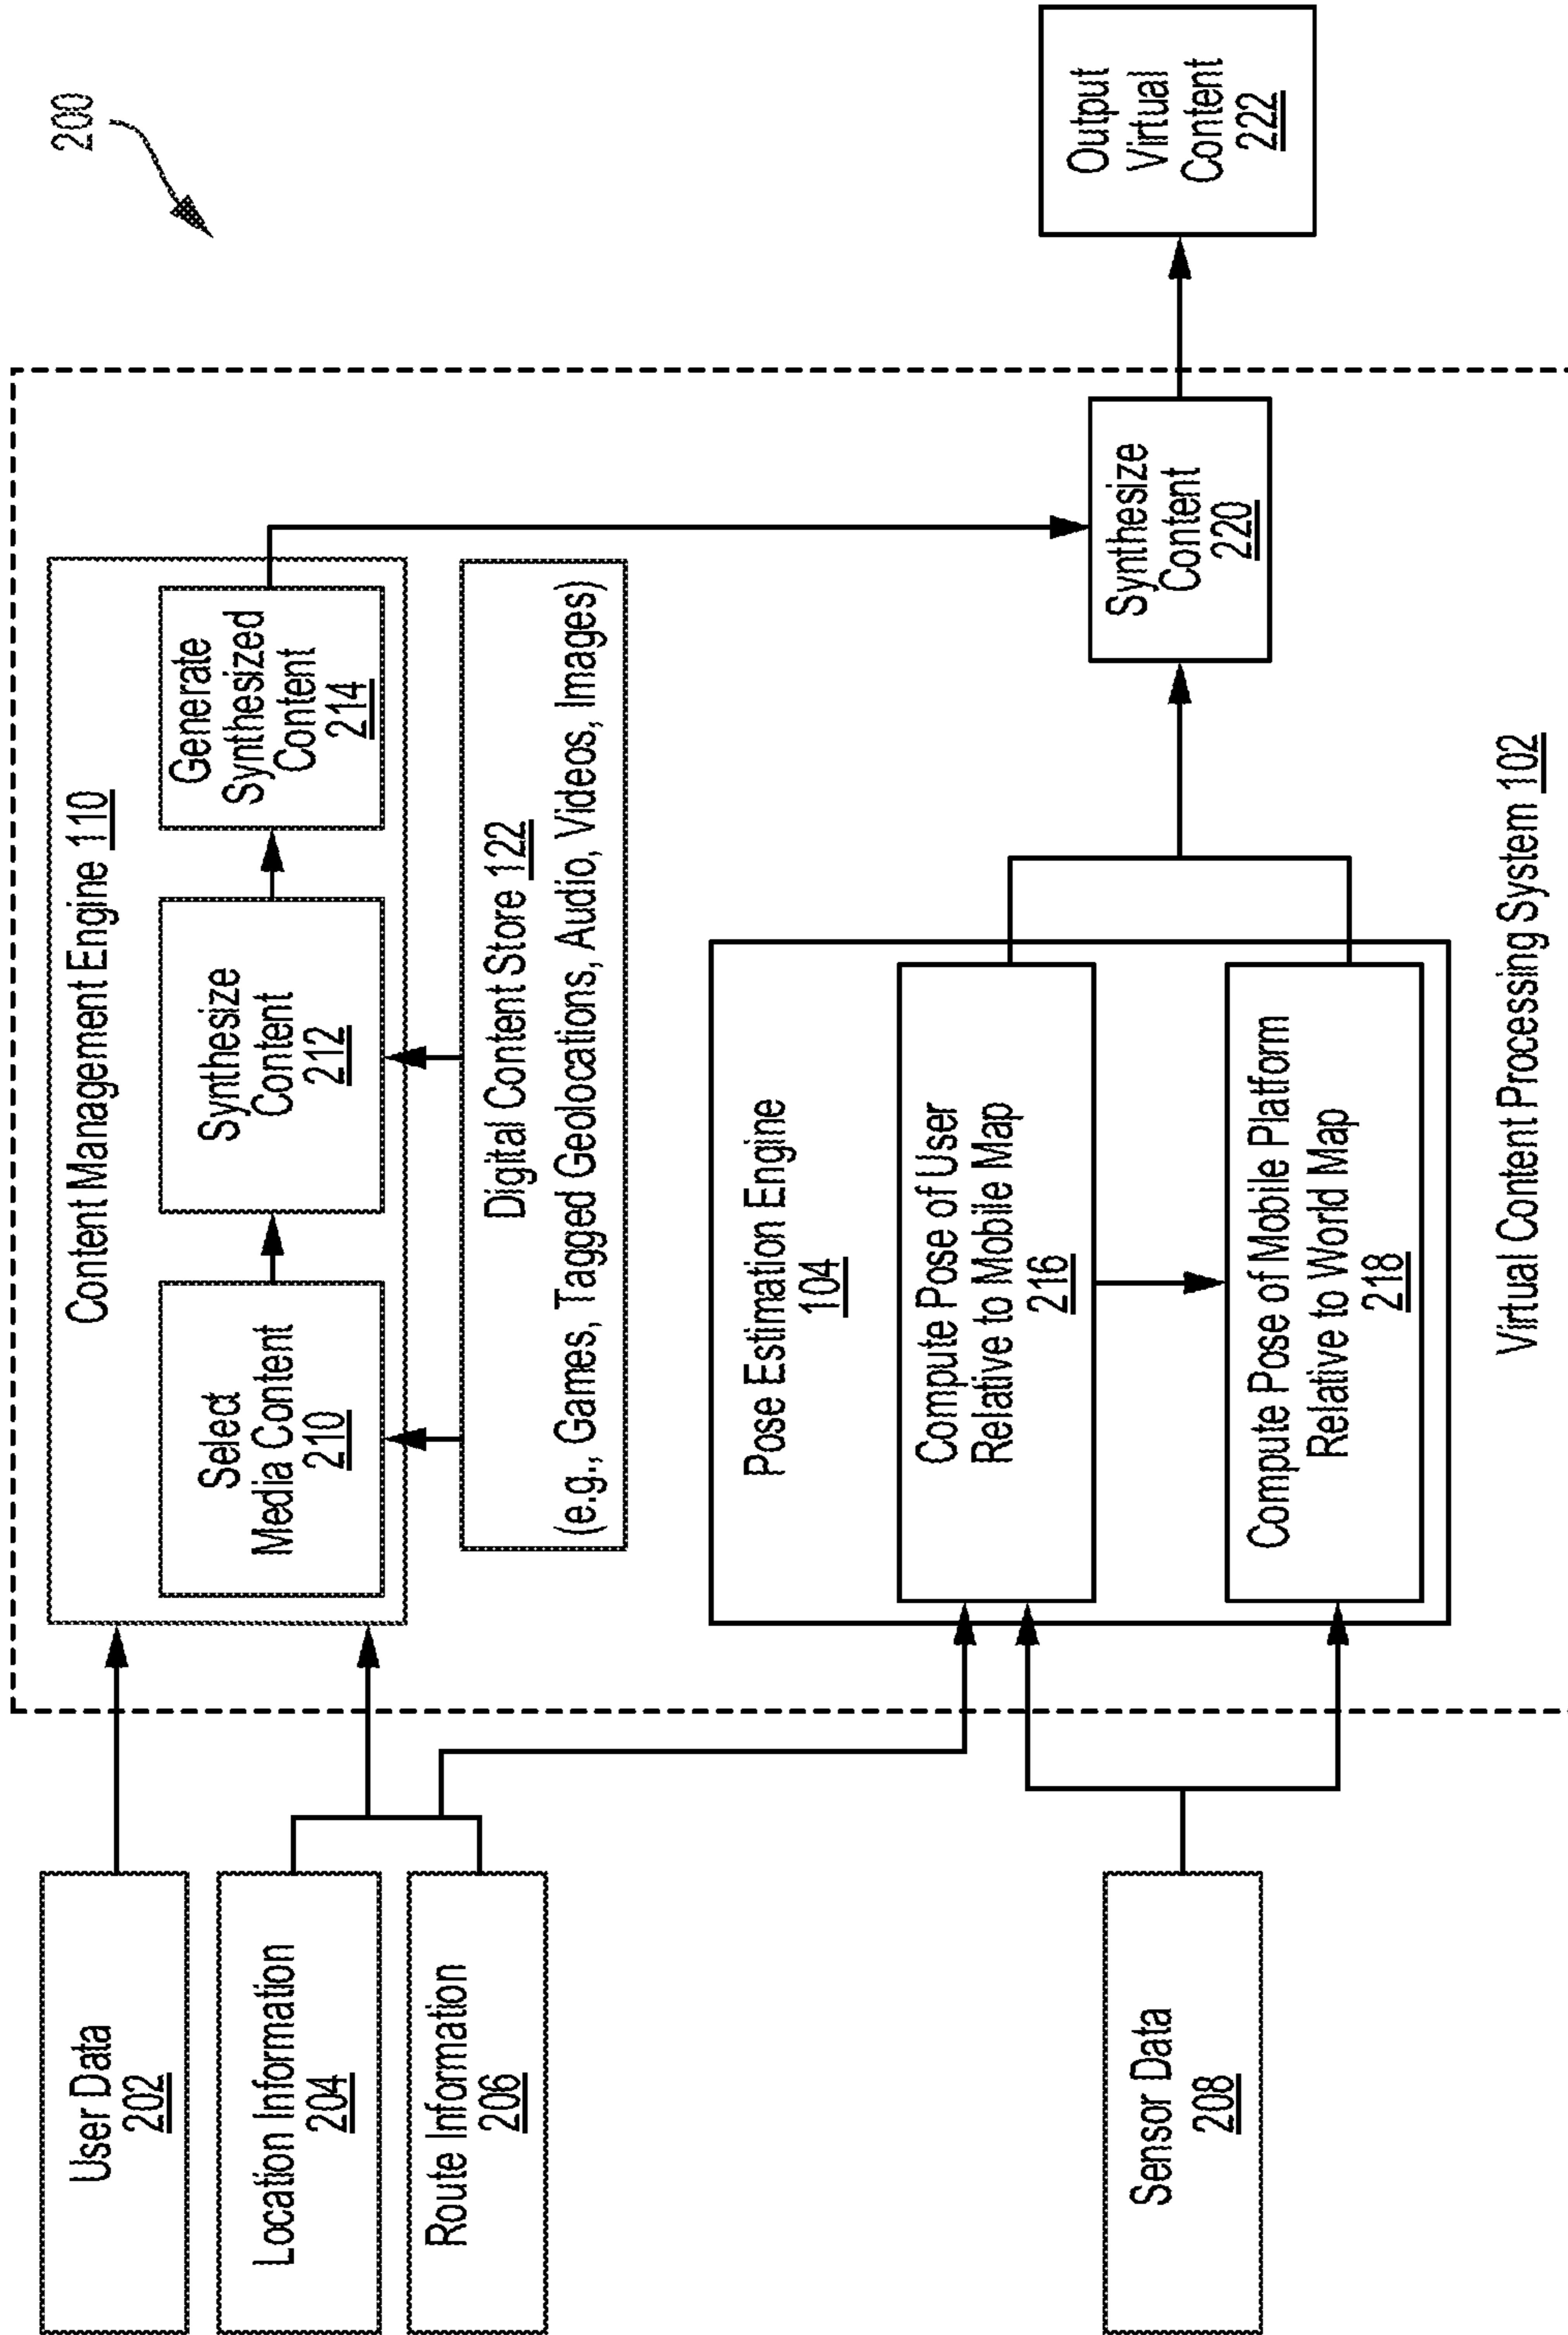 200
User Data
202
Location Information
204
Route Information
206
Sensor Data
208
Content Management Engine 110
Select
Media Content
210
Synthesize
Content
212
Generate
Synthesized
Content
214
Digital Content Store 122
(e.g., Games, Tagged Geolocations, Audio, Videos, Images)
Pose Estimation Engine
104
Compute Pose of User
Relative to Mobile Map
216
Compute Pose of Mobile Platform
Relative to World Map
218
Synthesize
Content
220
Output
Virtual
Content
222
Virtual Content Processing System 102